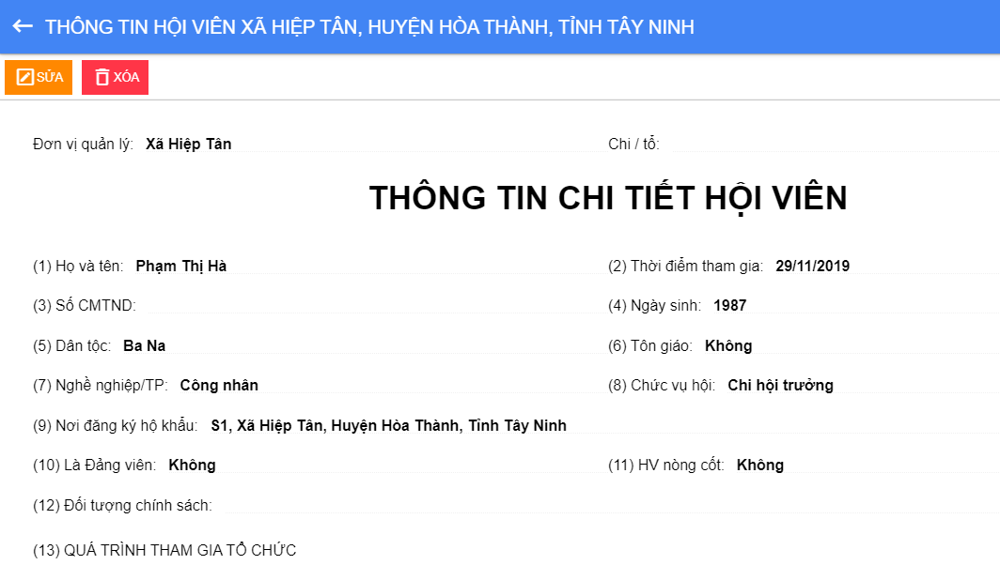 THÔNG TIN HỘI VIÊN XÃ HIỆP TÂN, HUYỆN HÒA THÀNH, TỈNH TÂY NINH
SỬA XÓA
Đơn vị quản lý: Xã Hiệp Tân Chi / tổ:
THÔNG TIN CHI TIẾT HỘI VIÊN
(1) Họ và tên: Phạm Thị Hà (2) Thời điểm tham gia: 29/11/2019
(3) Số CMTND: (4) Ngày sinh: 1987
(5) Dân tộc: Ba Na (6) Tôn giáo: Không
(7) Nghề nghiệp/TP: Công nhân (8) Chức vụ hội: Chi hội trưởng
(9) Nơi đăng ký hộ khẩu: S1, Xã Hiệp Tân, Huyện Hòa Thành, Tỉnh Tây Ninh
(10) Là Đảng viên: Không (11) HV nòng cốt: Không
(12) Đối tượng chính sách:
(13) QUÁ TRÌNH THAM GIA TỔ CHỨC